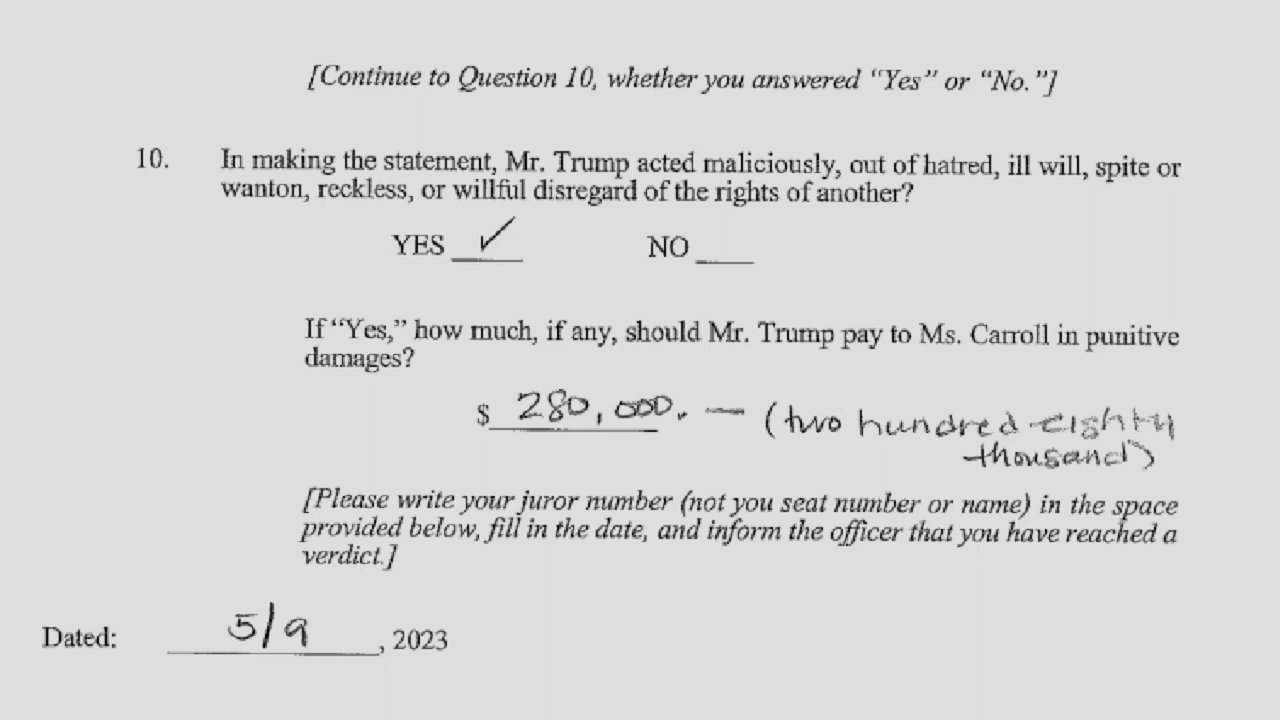 [Continue to Question 10, whether you answered “Yes” or “No.”]
10. In making the statement, Mr. Trump acted maliciously, out of hatred, ill will, spite or
wanton, reckless, or willful disregard of the rights of another?
YES ✓ NO
If “Yes,” how much, if any, should Mr. Trump pay to Ms. Carroll in punitive
damages?
$ 280,000. — (two hundred eighty
thousand)
[Please write your juror number (not you seat number or name) in the space
provided below, fill in the date, and inform the officer that you have reached a
verdict.]
Dated: 5/9, 2023